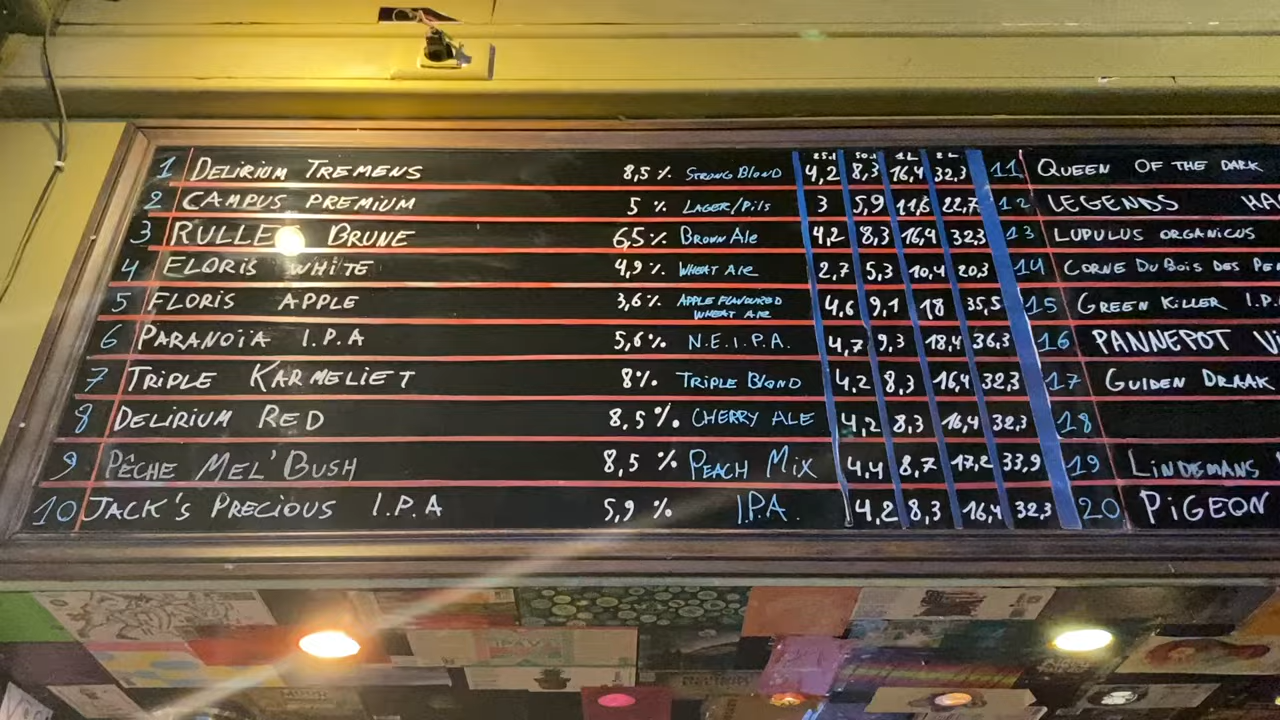 25cl 50cl 1L 2L
1 DELIRIUM TREMENS 8,5 % STRONG BLOND 4,2 8,3 16,4 32,3
2 CAMPUS PREMIUM 5 % LAGER/PILS 3 5,9 11,6 22,7
3 RULLE BRUNE 6,5 % BROWN ALE 4,2 8,3 16,4 32,3
4 FLORIS WHITE 4,9 % WHEAT ALE 2,7 5,3 10,4 20,3
5 FLORIS APPLE 3,6 % APPLE FLAVOURED WHEAT ALE 4,6 9,1 18 35,5
6 PARANOÏA I.P.A 5,6 % N.E.I.P.A. 4,7 9,3 18,4 36,3
7 TRIPLE KARMELIET 8% TRIPLE BLOND 4,2 8,3 16,4 32,3
8 DELIRIUM RED 8,5 % CHERRY ALE 4,2 8,3 16,4 32,3
9 PÊCHE MEL'BUSH 8,5 % PEACH MIX 4,4 8,7 17,2 33,9
10 JACK'S PRECIOUS I.P.A 5,9 % I.P.A. 4,2 8,3 16,4 32,3
11 QUEEN OF THE DARK
12 LEGENDS
13 LUPULUS ORGANICUS
14 CORNE DU BOIS DES
15 GREEN KILLER I.P.
16 PANNEPOT
17 GULDEN DRAAK
18
19 LINDEMANS
20 PIGEON